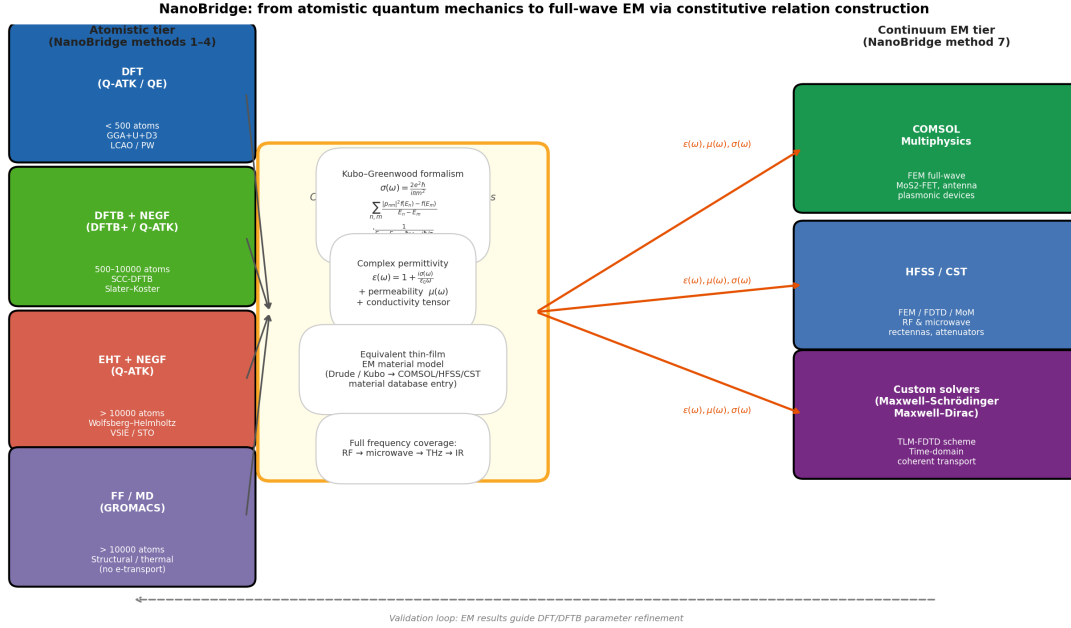 NanoBridge: from atomistic quantum mechanics to full-wave EM via constitutive relation construction
Atomistic tier
(NanoBridge methods 1–4)
DFT
(Q-ATK / QE)
< 500 atoms
GGA+U+D3
LCAO / PW
DFTB + NEGF
(DFTB+ / Q-ATK)
500–10000 atoms
SCC-DFTB
Slater–Koster
EHT + NEGF
(Q-ATK)
> 10000 atoms
Wolfsberg–Helmholtz
VSIE / STO
FF / MD
(GROMACS)
> 10000 atoms
Structural / thermal
(no e-transport)
Kubo–Greenwood formalism
σ(ω) = 2e²ℏ / iπm²
Complex permittivity
ε(ω) = 1 + iσ(ω) / ε₀ω
+ permeability μ(ω)
+ conductivity tensor
Equivalent thin-film
EM material model
(Drude / Kubo → COMSOL/HFSS/CST
material database entry)
Full frequency coverage:
RF → microwave → THz → IR
ε(ω), μ(ω), σ(ω)
ε(ω), μ(ω), σ(ω)
ε(ω), μ(ω), σ(ω)
Continuum EM tier
(NanoBridge method 7)
COMSOL
Multiphysics
FEM full-wave
MoS2-FET, antenna
plasmonic devices
HFSS / CST
FEM / FDTD / MoM
RF & microwave
rectennas, attenuators
Custom solvers
(Maxwell–Schrödinger
Maxwell–Dirac)
TLM-FDTD scheme
Time-domain
coherent transport
Validation loop: EM results guide DFT/DFTB parameter refinement